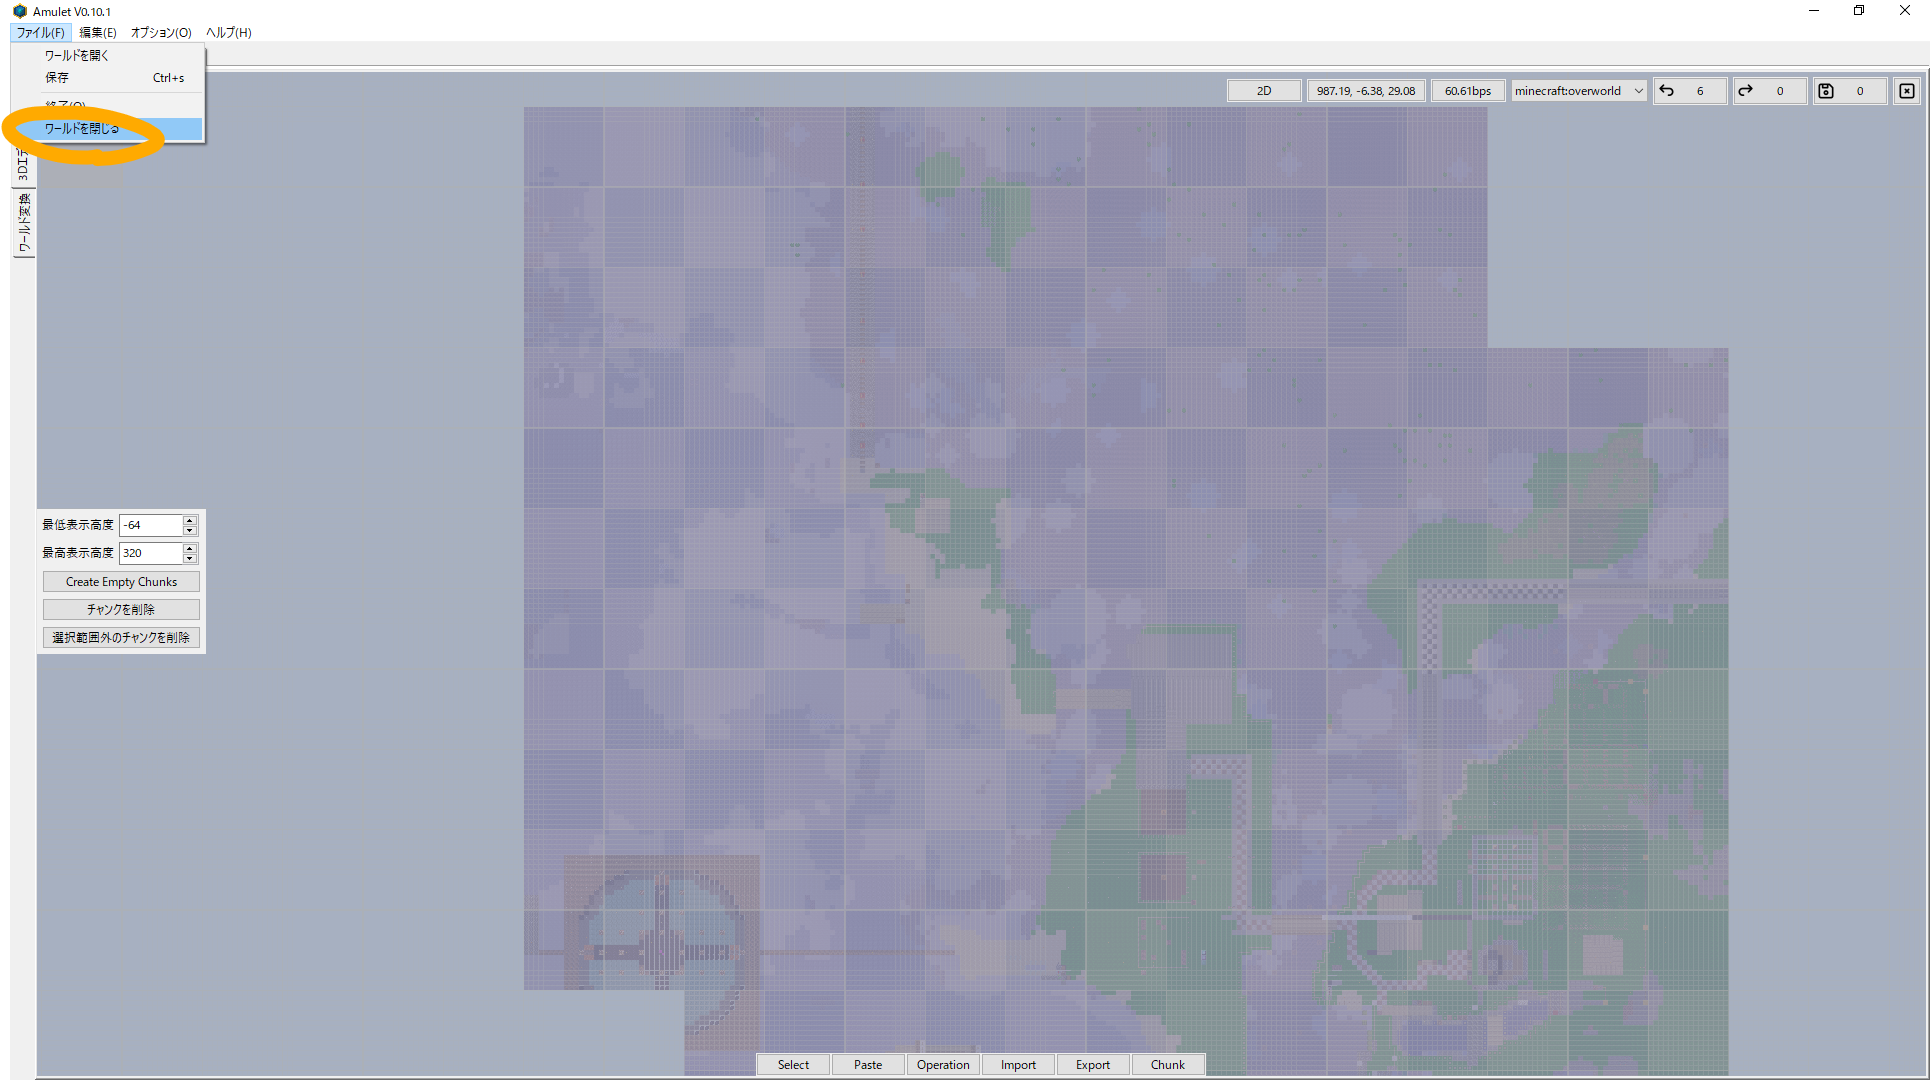 Amulet V0.10.1
ファイル(F) 編集(E) オプション(O) ヘルプ(H)
ワールドを開く
保存 Ctrl+s
終了(Q)
ワールドを閉じる
2D 987.19, -6.38, 29.08 60.61bps minecraft:overworld 6 0 0
3Dエデ
ワールド変換
最低表示高度 -64
最高表示高度 320
Create Empty Chunks
チャンクを削除
選択範囲外のチャンクを削除
Select Paste Operation Import Export Chunk